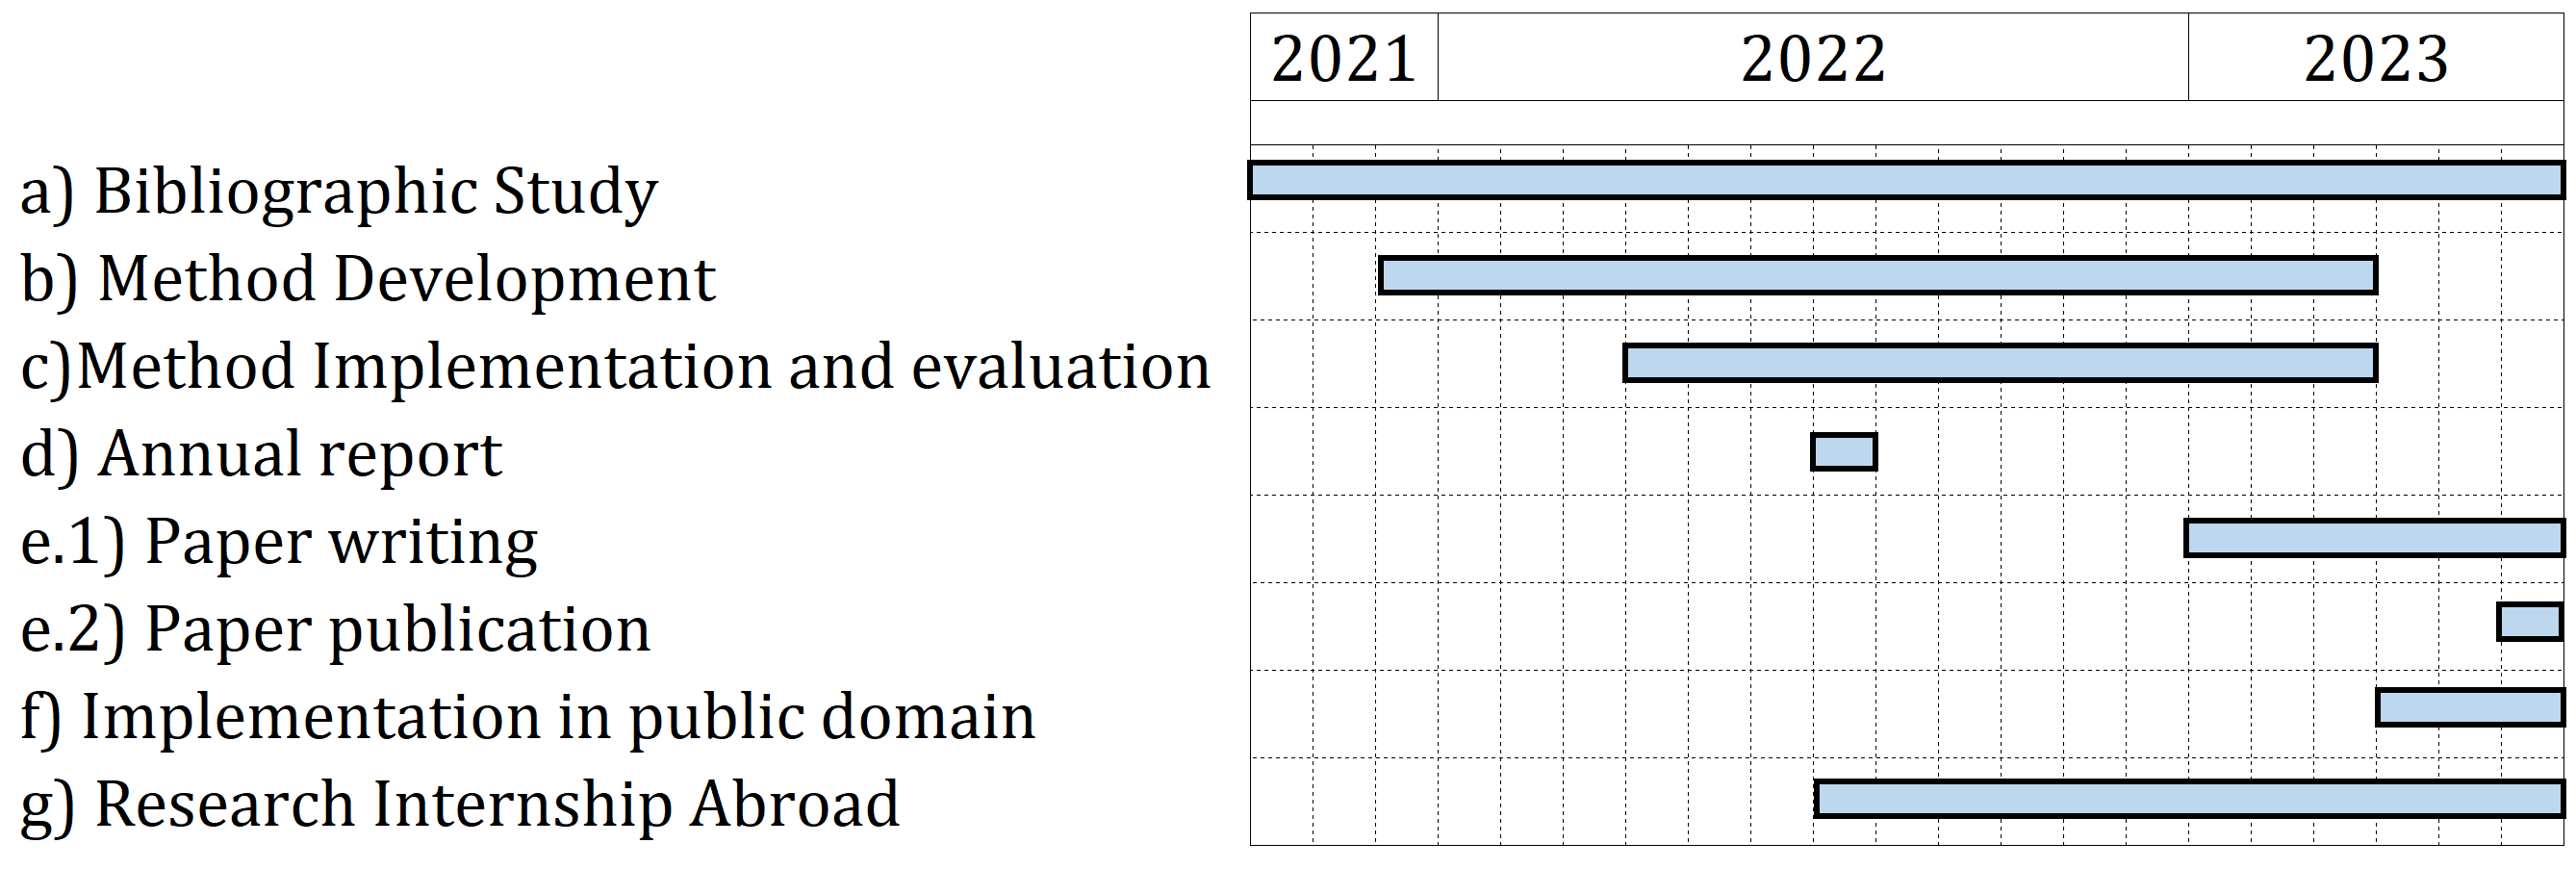 2021 2022 2023
a) Bibliographic Study
b) Method Development
c)Method Implementation and evaluation
d) Annual report
e.1) Paper writing
e.2) Paper publication
f) Implementation in public domain
g) Research Internship Abroad